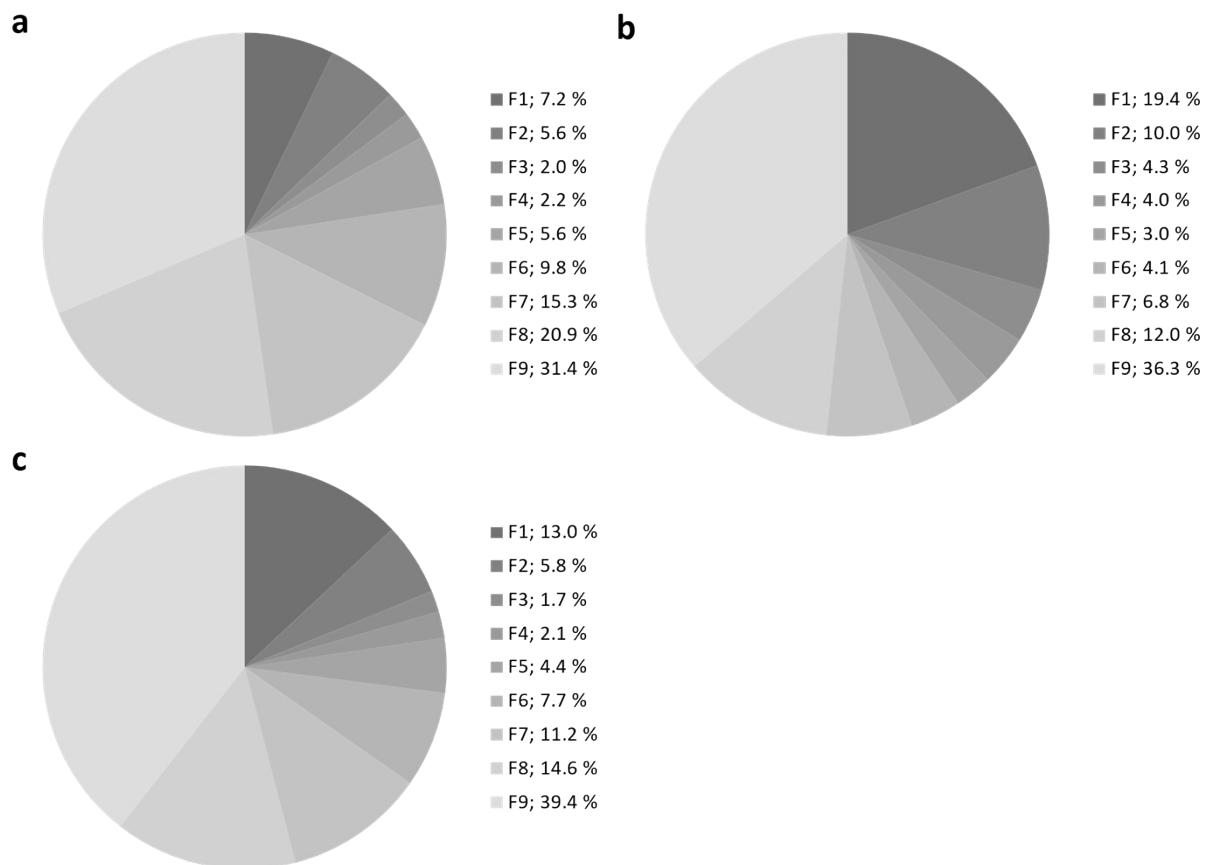 a
F1; 7.2 %
F2; 5.6 %
F3; 2.0 %
F4; 2.2 %
F5; 5.6 %
F6; 9.8 %
F7; 15.3 %
F8; 20.9 %
F9; 31.4 %
b
F1; 19.4 %
F2; 10.0 %
F3; 4.3 %
F4; 4.0 %
F5; 3.0 %
F6; 4.1 %
F7; 6.8 %
F8; 12.0 %
F9; 36.3 %
c
F1; 13.0 %
F2; 5.8 %
F3; 1.7 %
F4; 2.1 %
F5; 4.4 %
F6; 7.7 %
F7; 11.2 %
F8; 14.6 %
F9; 39.4 %